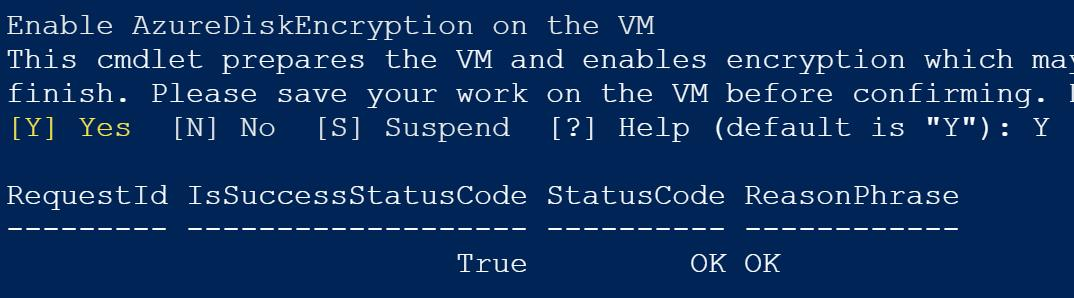 Enable AzureDiskEncryption on the VM
This cmdlet prepares the VM and enables encryption which may
finish. Please save your work on the VM before confirming.
[Y] Yes  [N] No  [S] Suspend  [?] Help (default is "Y"): Y
RequestId IsSuccessStatusCode StatusCode ReasonPhrase
--------- ------------------- ---------- ------------
True OK OK